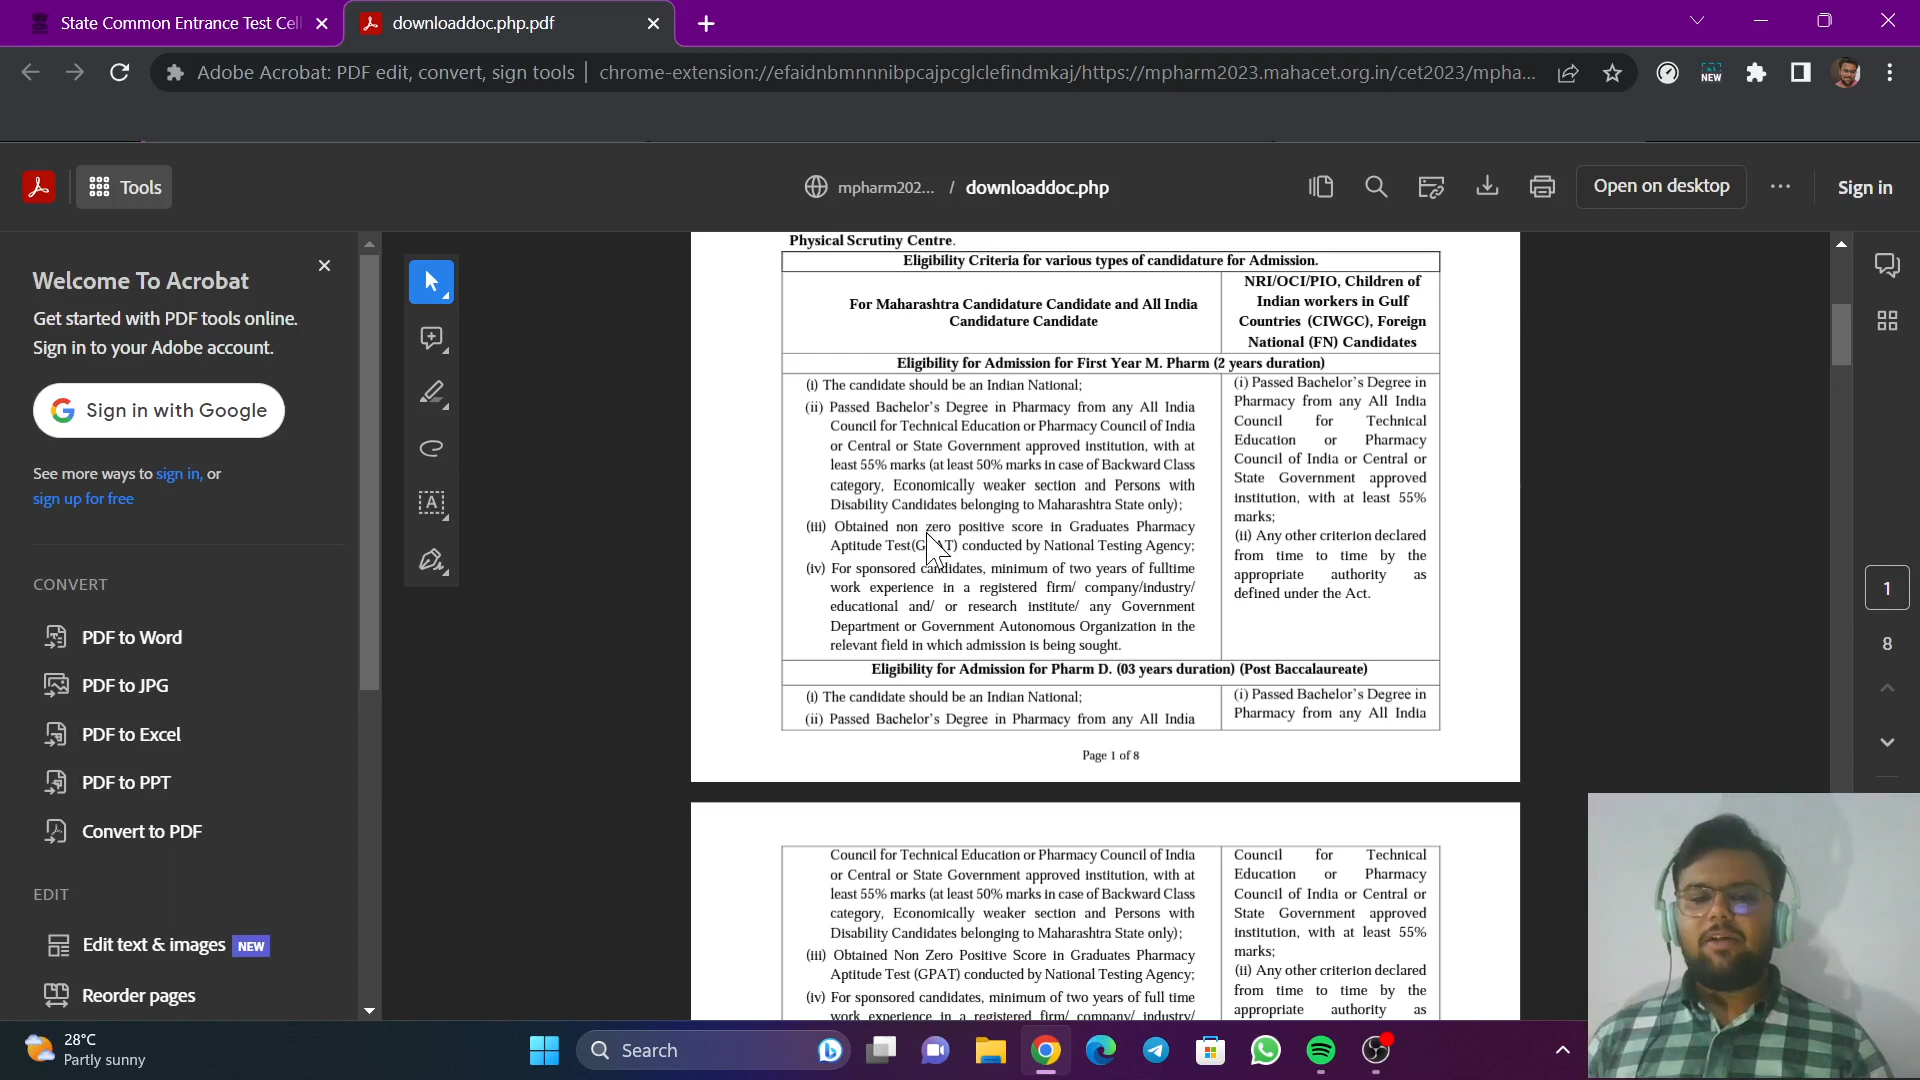 State Common Entrance Test Cell
downloaddoc.php.pdf
Adobe Acrobat: PDF edit, convert, sign tools
chrome-extension://efaidnbmnnnibpcajpcglclefindmkaj/https://mpharm2023.mahacet.org.in/cet2023/mpha...
NEW
Tools
mpharm202... / downloaddoc.php
Open on desktop
Sign in
Welcome To Acrobat
Get started with PDF tools online.
Sign in to your Adobe account.
Sign in with Google
See more ways to sign in, or
sign up for free
CONVERT
PDF to Word
PDF to JPG
PDF to Excel
PDF to PPT
Convert to PDF
EDIT
Edit text & images NEW
Reorder pages
Physical Scrutiny Centre.
Eligibility Criteria for various types of candidature for Admission.
For Maharashtra Candidature Candidate and All India
Candidature Candidate
NRI/OCI/PIO, Children of
Indian workers in Gulf
Countries (CIWGC), Foreign
National (FN) Candidates
Eligibility for Admission for First Year M. Pharm (2 years duration)
(i) The candidate should be an Indian National;
(ii) Passed Bachelor's Degree in Pharmacy from any All India
Council for Technical Education or Pharmacy Council of India
or Central or State Government approved institution, with at
least 55% marks (at least 50% marks in case of Backward Class
category, Economically weaker section and Persons with
Disability Candidates belonging to Maharashtra State only);
(iii) Obtained non zero positive score in Graduates Pharmacy
Aptitude Test(GPAT) conducted by National Testing Agency;
(iv) For sponsored candidates, minimum of two years of fulltime
work experience in a registered firm/ company/industry/
educational and/ or research institute/ any Government
Department or Government Autonomous Organization in the
relevant field in which admission is being sought.
(i) Passed Bachelor's Degree in
Pharmacy from any All India
Council for Technical
Education or Pharmacy
Council of India or Central or
State Government approved
institution, with at least 55%
marks;
(ii) Any other criterion declared
from time to time by the
appropriate authority as
defined under the Act.
Eligibility for Admission for Pharm D. (03 years duration) (Post Baccalaureate)
(i) The candidate should be an Indian National;
(ii) Passed Bachelor's Degree in Pharmacy from any All India
(i) Passed Bachelor's Degree in
Pharmacy from any All India
Page 1 of 8
Council for Technical Education or Pharmacy Council of India
or Central or State Government approved institution, with at
least 55% marks (at least 50% marks in case of Backward Class
category, Economically weaker section and Persons with
Disability Candidates belonging to Maharashtra State only);
(iii) Obtained Non Zero Positive Score in Graduates Pharmacy
Aptitude Test (GPAT) conducted by National Testing Agency;
(iv) For sponsored candidates, minimum of two years of full time
work experience in a registered firm/ company/ industry/
Council for Technical
Education or Pharmacy
Council of India or Central or
State Government approved
institution, with at least 55%
marks;
(ii) Any other criterion declared
from time to time by the
appropriate authority as
1
8
28°C
Partly sunny
Search